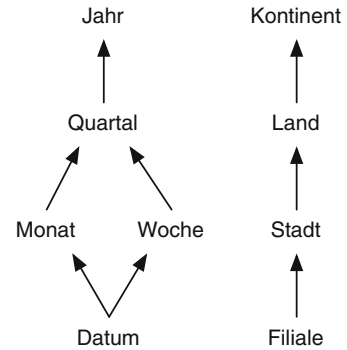 Jahr Kontinent
Quartal Land
Monat Woche Stadt
Datum Filiale